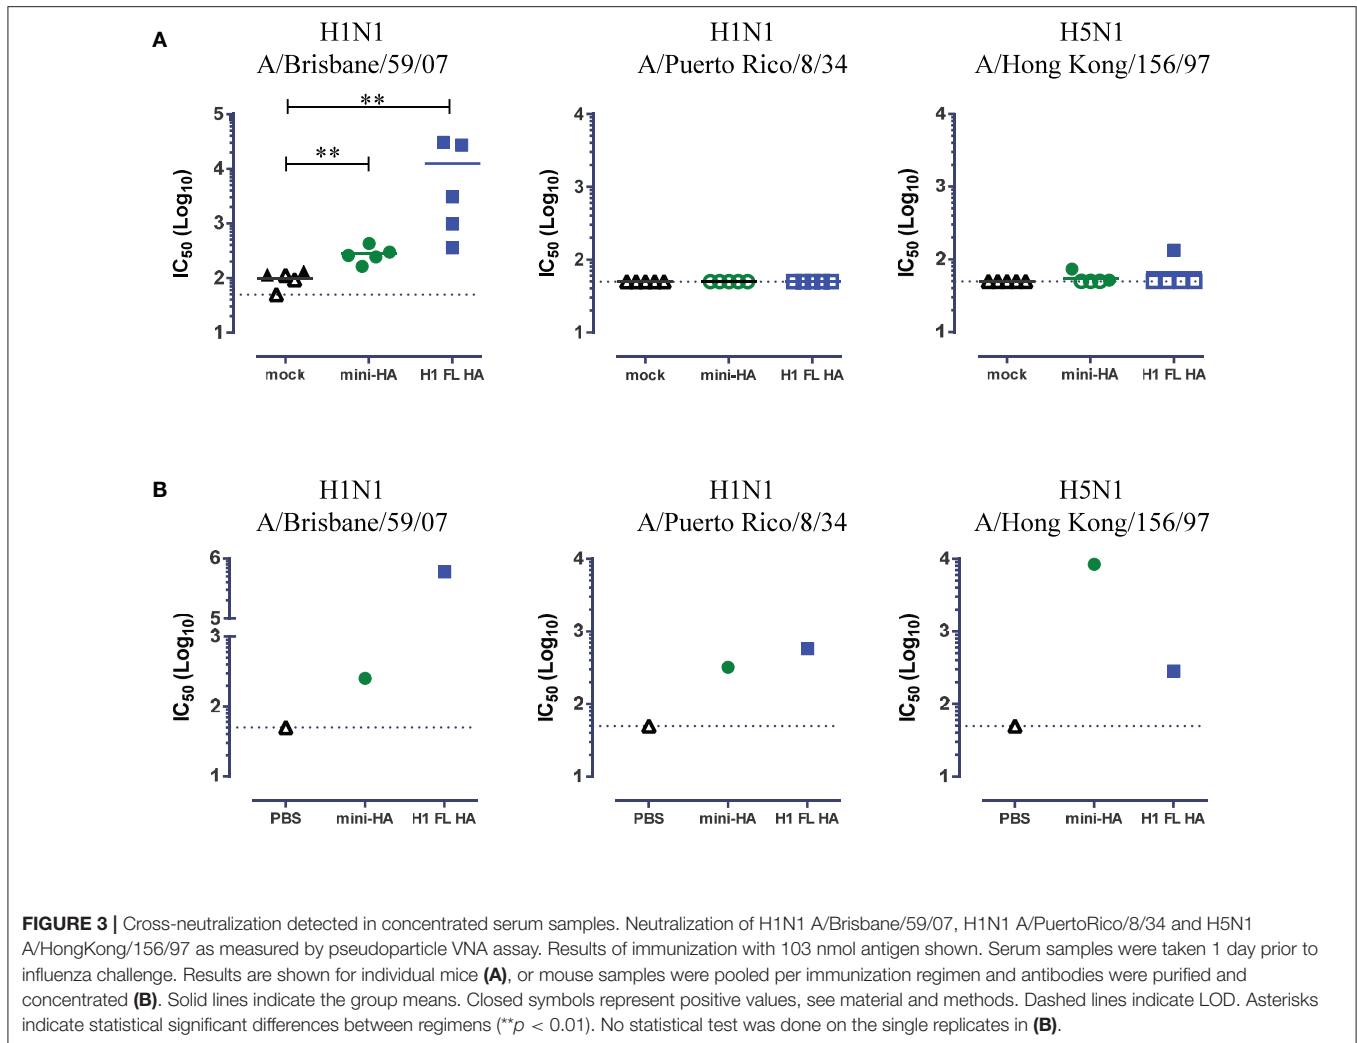 A
H1N1
A/Brisbane/59/07
H1N1
A/Puerto Rico/8/34
H5N1
A/Hong Kong/156/97
IC50 (Log10)
5
4
3
2
1
**
**
mock
mini-HA
H1 FL HA
IC50 (Log10)
4
3
2
1
mock
mini-HA
H1 FL HA
IC50 (Log10)
4
3
2
1
mock
mini-HA
H1 FL HA
B
H1N1
A/Brisbane/59/07
H1N1
A/Puerto Rico/8/34
H5N1
A/Hong Kong/156/97
IC50 (Log10)
6
5
3
2
1
PBS
mini-HA
H1 FL HA
IC50 (Log10)
4
3
2
1
PBS
mini-HA
H1 FL HA
IC50 (Log10)
4
3
2
1
PBS
mini-HA
H1 FL HA
FIGURE 3 | Cross-neutralization detected in concentrated serum samples. Neutralization of H1N1 A/Brisbane/59/07, H1N1 A/PuertoRico/8/34 and H5N1
A/HongKong/156/97 as measured by pseudoparticle VNA assay. Results of immunization with 103 nmol antigen shown. Serum samples were taken 1 day prior to
influenza challenge. Results are shown for individual mice (A), or mouse samples were pooled per immunization regimen and antibodies were purified and
concentrated (B). Solid lines indicate the group means. Closed symbols represent positive values, see material and methods. Dashed lines indicate LOD. Asterisks
indicate statistical significant differences between regimens (**p < 0.01). No statistical test was done on the single replicates in (B).